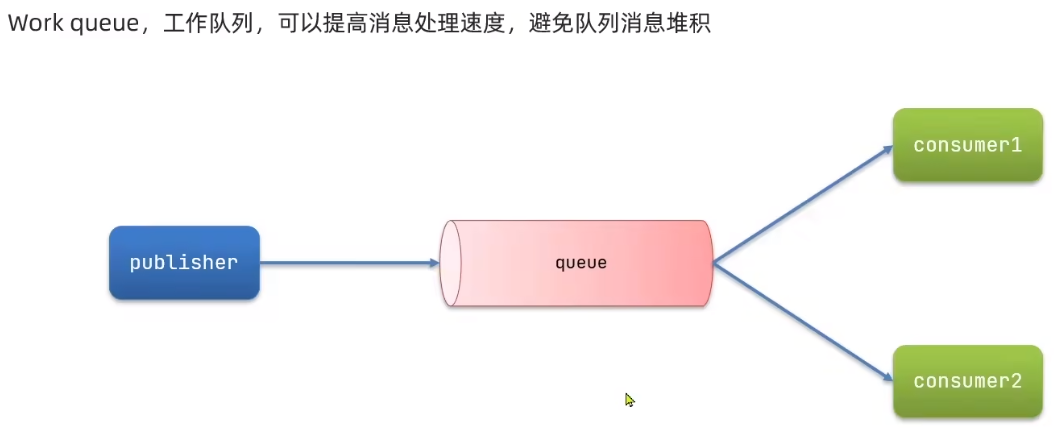 Work queue，工作队列，可以提高消息处理速度，避免队列消息堆积
consumer1
publisher
queue
consumer2